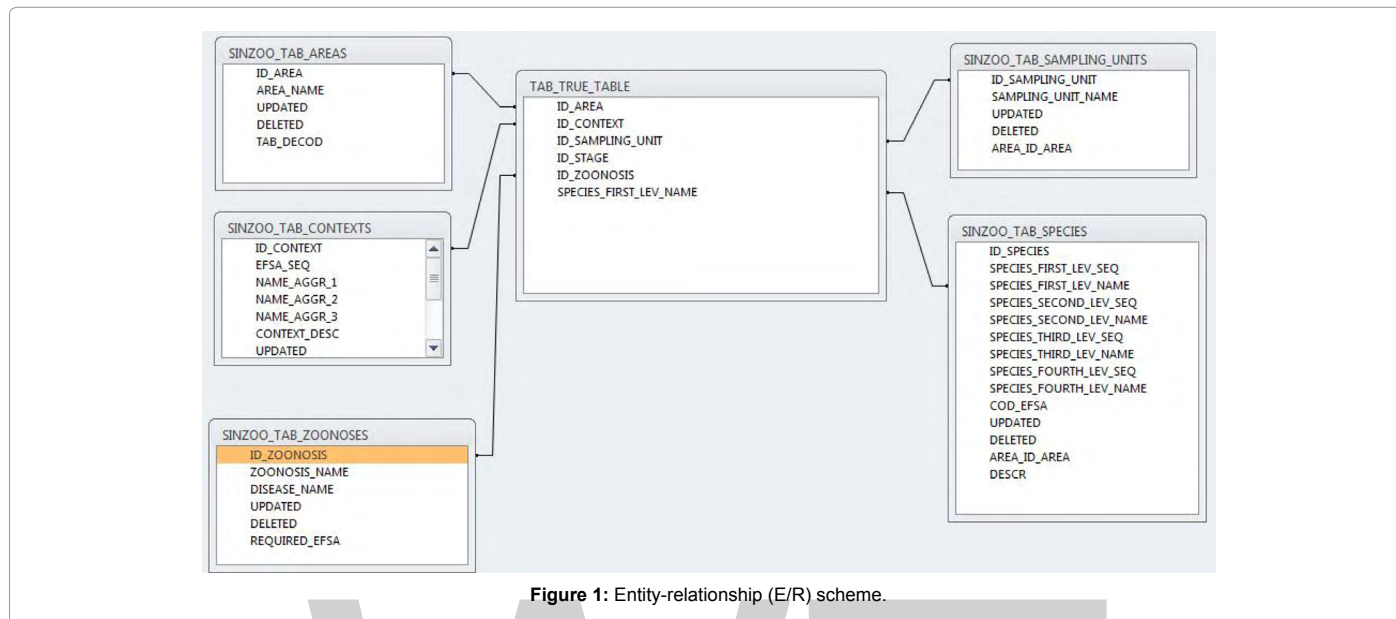 SINZOO_TAB_AREAS
ID_AREA
AREA_NAME
UPDATED
DELETED
TAB_DECOD
SINZOO_TAB_CONTEXTS
ID_CONTEXT
EFSA_SEQ
NAME_AGGR_1
NAME_AGGR_2
NAME_AGGR_3
CONTEXT_DESC
UPDATED
SINZOO_TAB_ZOONOSES
ID_ZOONOSIS
ZOONOSIS_NAME
DISEASE_NAME
UPDATED
DELETED
REQUIRED_EFSA
TAB_TRUE_TABLE
ID_AREA
ID_CONTEXT
ID_SAMPLING_UNIT
ID_STAGE
ID_ZOONOSIS
SPECIES_FIRST_LEV_NAME
SINZOO_TAB_SAMPLING_UNITS
ID_SAMPLING_UNIT
SAMPLING_UNIT_NAME
UPDATED
DELETED
AREA_ID_AREA
SINZOO_TAB_SPECIES
ID_SPECIES
SPECIES_FIRST_LEV_SEQ
SPECIES_FIRST_LEV_NAME
SPECIES_SECOND_LEV_SEQ
SPECIES_SECOND_LEV_NAME
SPECIES_THIRD_LEV_SEQ
SPECIES_THIRD_LEV_NAME
SPECIES_FOURTH_LEV_SEQ
SPECIES_FOURTH_LEV_NAME
COD_EFSA
UPDATED
DELETED
AREA_ID_AREA
DESCR
Figure 1: Entity-relationship (E/R) scheme.